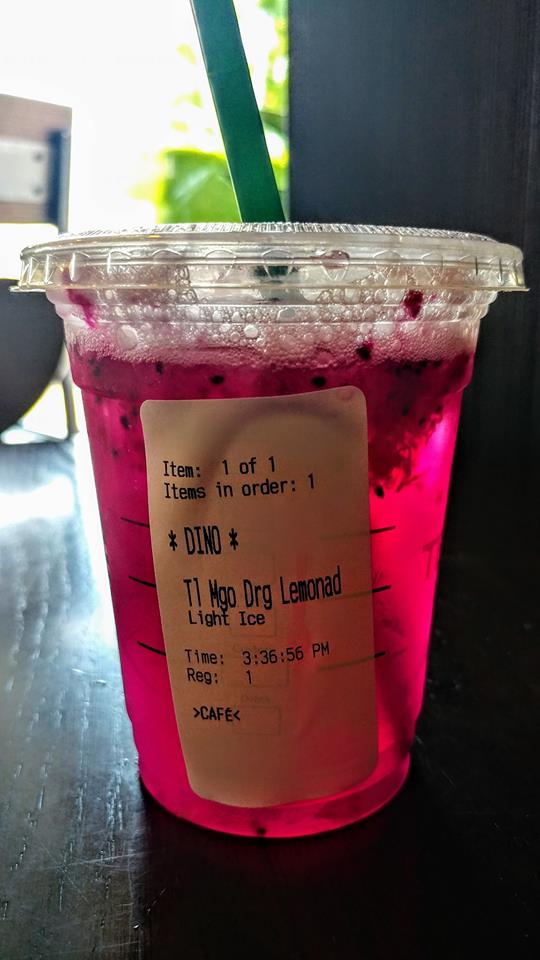 Item: 1 of 1
Items in order: 1
* DINO *
Tl Mgo Drg Lemonad
Light Ice
Time: 3:36:56 PM
Reg: 1
>CAFÉ<